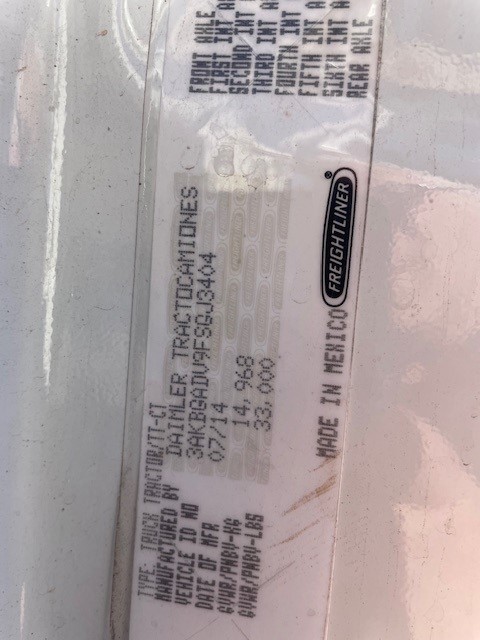 TYPE: TRUCK TRACTOR/TT-CT
MANUFACTURED BY DAIMLER TRACTOCAMIONES
VEHICLE ID NO 3AKBGADV9FSGJ3404
DATE OF MFR 07/14
GVWR/PNBV-KG 14,968
GVWR/PNBV-LBS 33,000
MADE IN MEXICO FREIGHTLINER®
FRONT AXLE
FIRST INT A
SECOND INT
THIRD INT A
FOURTH INT
FIFTH INT A
SIXTH INT A
REAR AXLE